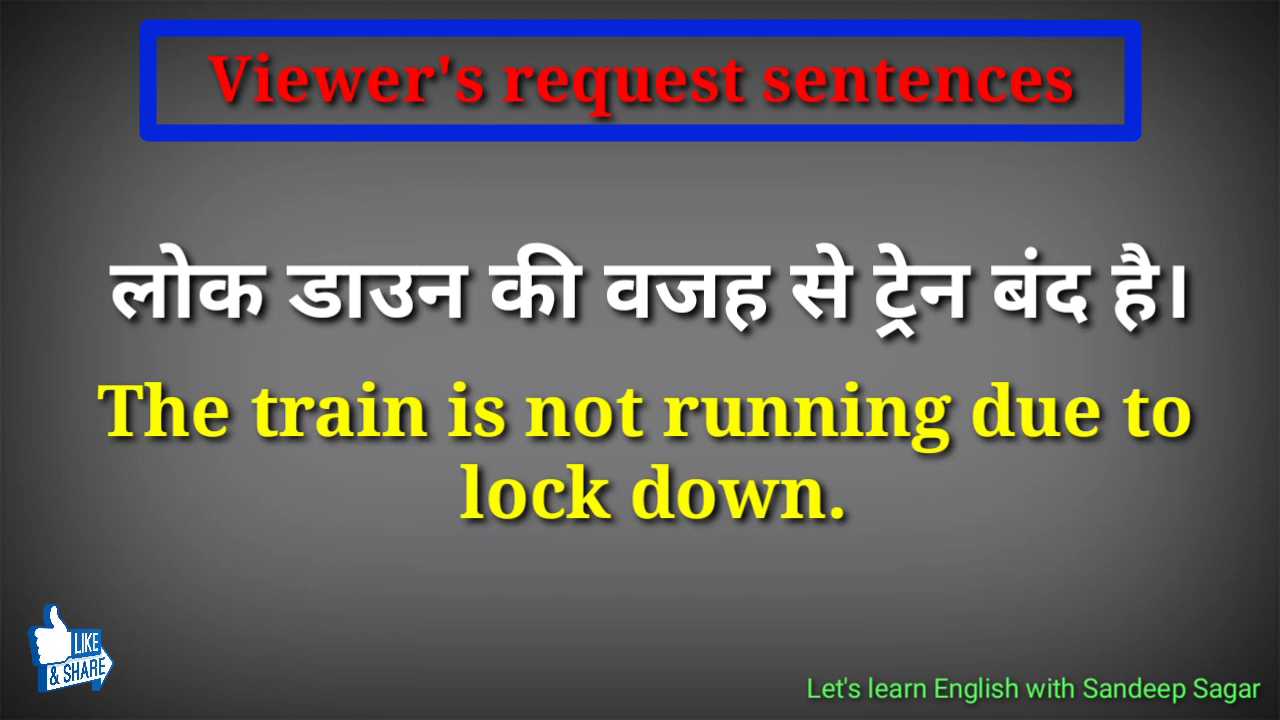 Viewer's request sentences
लोक डाउन की वजह से ट्रेन बंद है।
The train is not running due to
lock down.
LIKE
& SHARE
Let's learn English with Sandeep Sagar